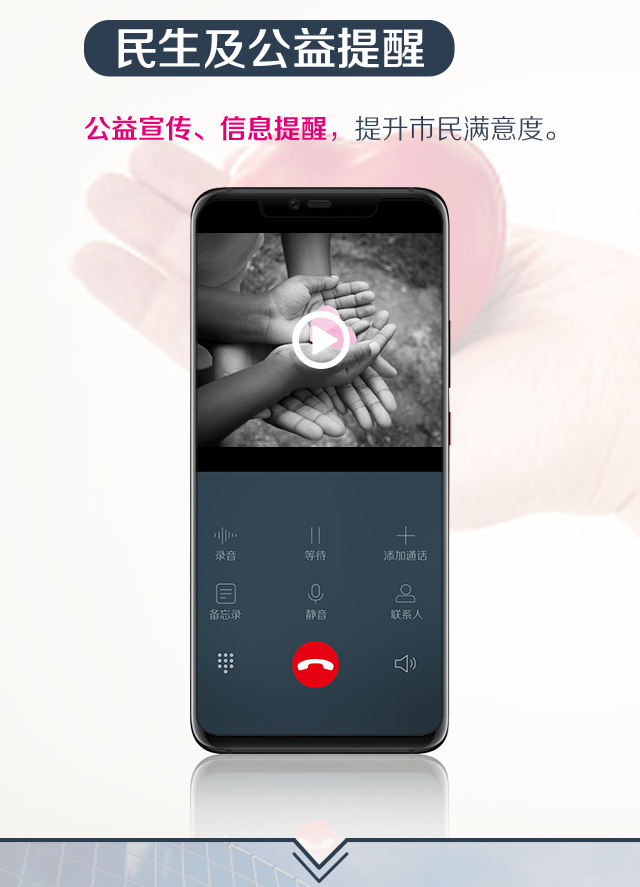 民生及公益提醒
公益宣传、信息提醒，提升市民满意度。
录音 等待 添加通话
备忘录 静音 联系人